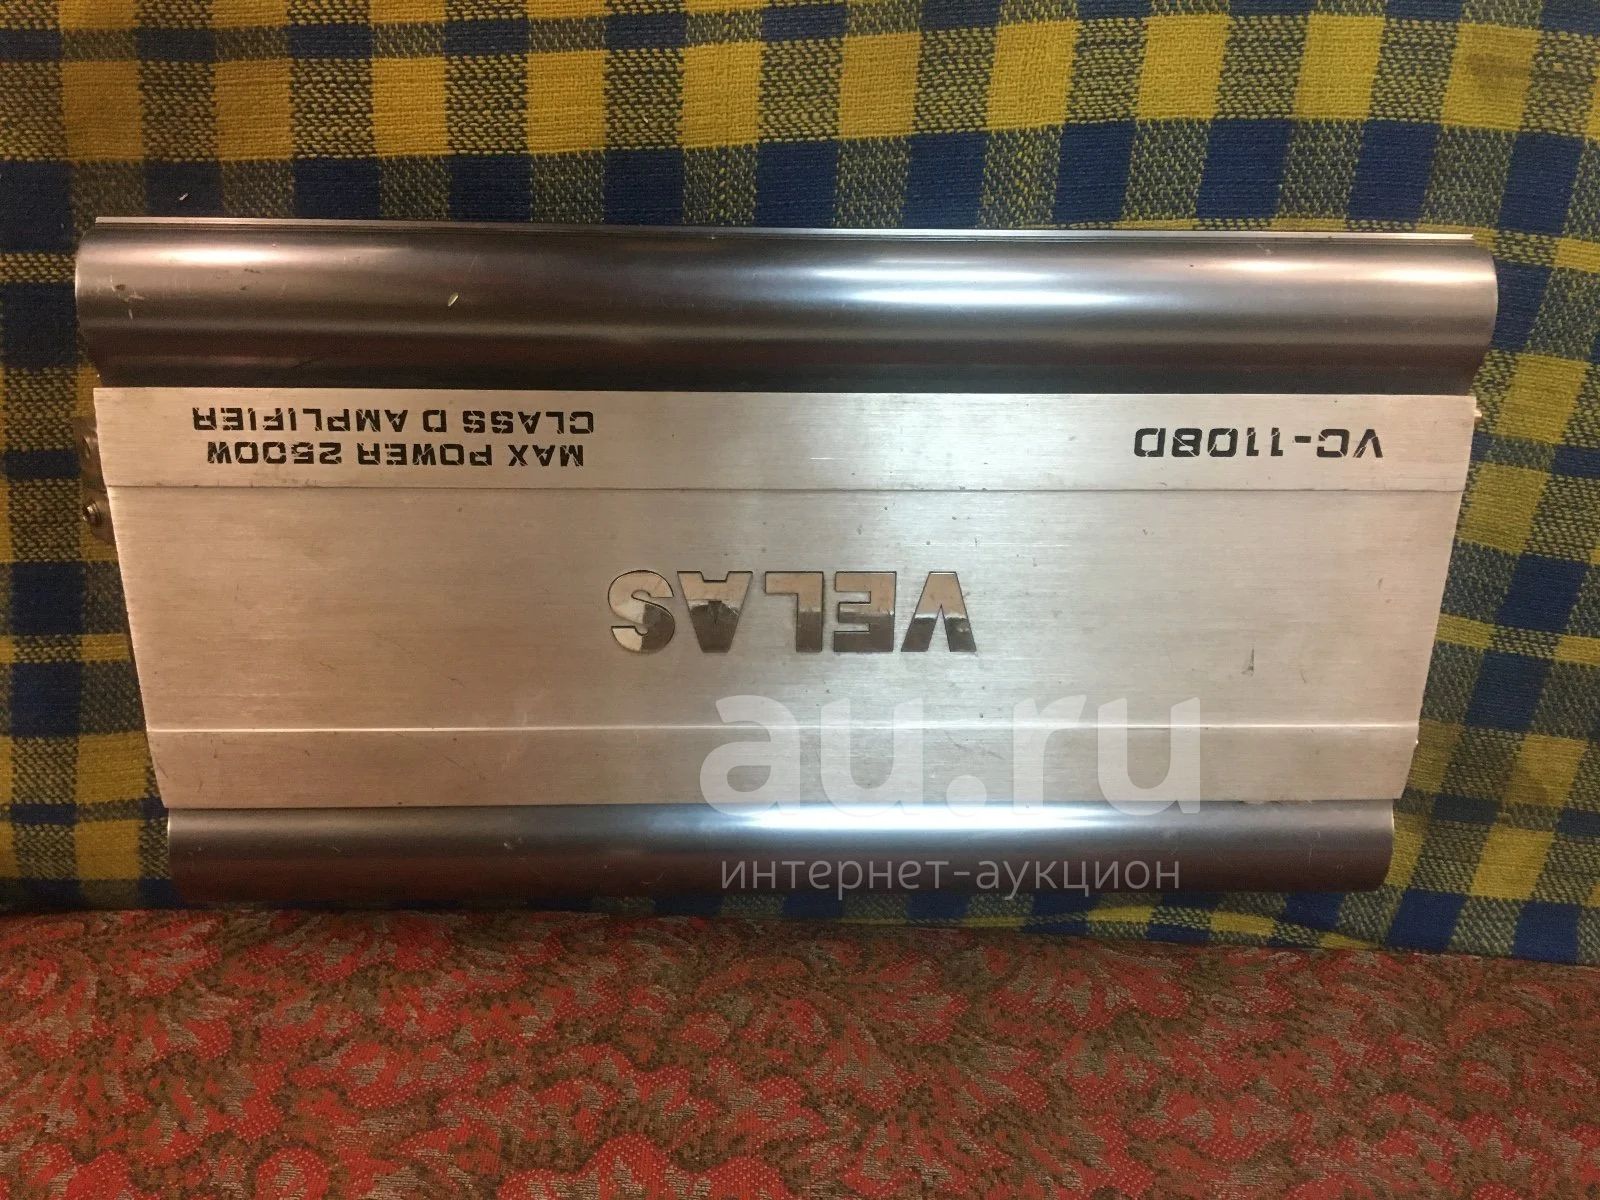 VC-1108D
MAX POWER 2500W
CLASS D AMPLIFIER
VELAS
au.ru
интернет-аукцион